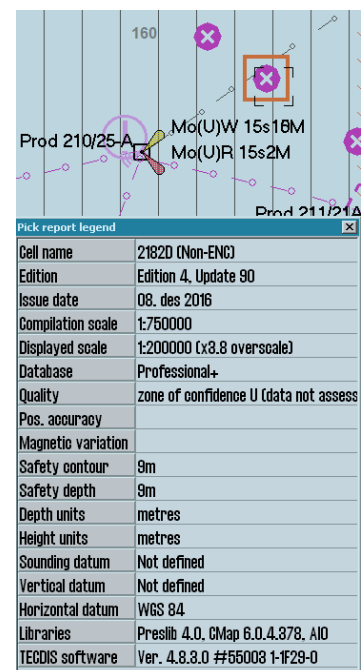 160
Mo(U)W 15s15M
Prod 210/25-A
Mo(U)R 15s2M
Prod 211/21A
Pick report legend
Cell name 2182D (Non-ENC)
Edition Edition 4, Update 90
Issue date 08. des 2016
Compilation scale 1:750000
Displayed scale 1:200000 (x3.8 overscale)
Database Professional+
Quality zone of confidence U (data not assess
Pos. accuracy
Magnetic variation
Safety contour 9m
Safety depth 9m
Depth units metres
Height units metres
Sounding datum Not defined
Vertical datum Not defined
Horizontal datum WGS 84
Libraries Preslib 4.0, CMap 6.0.4.378, AIO
TECDIS software Ver. 4.8.3.0 #55003 1-1F29-0